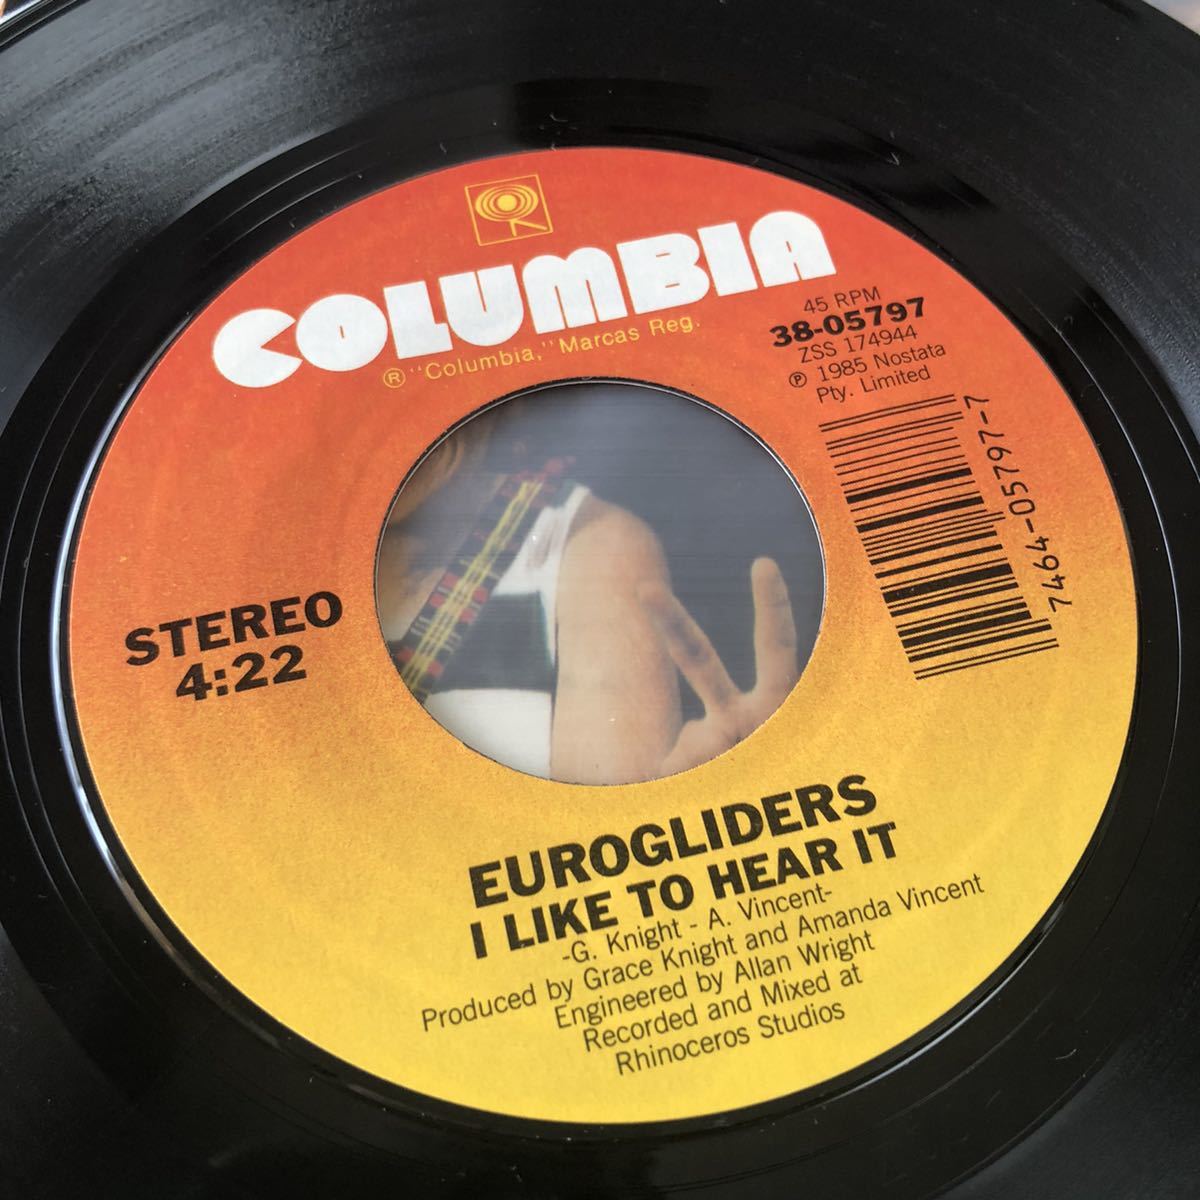 COLUMBIA
® "Columbia," Marcas Reg.
45 RPM
38-05797
ZSS 174944
℗ 1985 Nostata
Pty. Limited
7464-05797-7
STEREO
4:22
EUROGLIDERS
I LIKE TO HEAR IT
-G. Knight - A. Vincent-
Produced by Grace Knight and Amanda Vincent
Engineered by Allan Wright
Recorded and Mixed at
Rhinoceros Studios